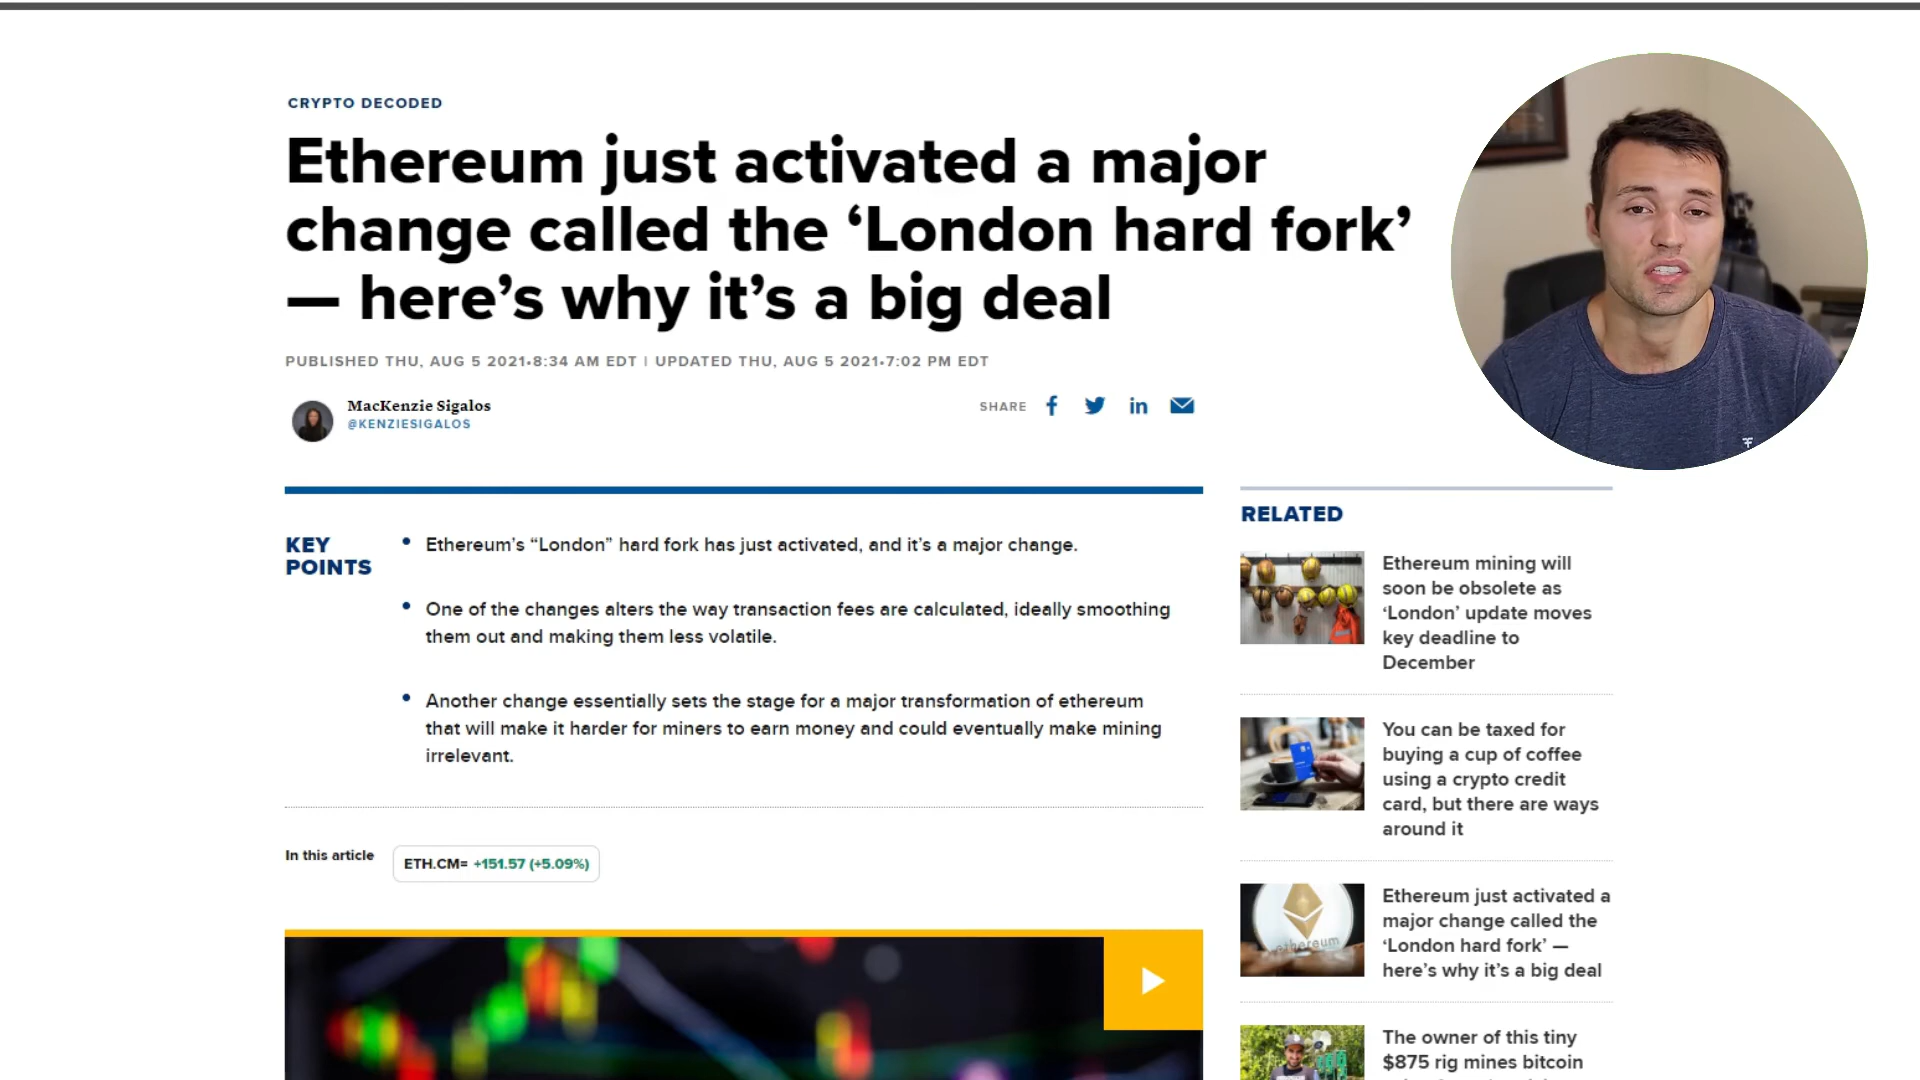 CRYPTO DECODED
Ethereum just activated a major
change called the ‘London hard fork’
— here’s why it’s a big deal
PUBLISHED THU, AUG 5 2021•8:34 AM EDT | UPDATED THU, AUG 5 2021•7:02 PM EDT
MacKenzie Sigalos
@KENZIESIGALOS
SHARE
KEY
POINTS
Ethereum’s “London” hard fork has just activated, and it’s a major change.
One of the changes alters the way transaction fees are calculated, ideally smoothing
them out and making them less volatile.
Another change essentially sets the stage for a major transformation of ethereum
that will make it harder for miners to earn money and could eventually make mining
irrelevant.
In this article
ETH.CM= +151.57 (+5.09%)
RELATED
Ethereum mining will
soon be obsolete as
‘London’ update moves
key deadline to
December
You can be taxed for
buying a cup of coffee
using a crypto credit
card, but there are ways
around it
ethereum
Ethereum just activated a
major change called the
‘London hard fork’ —
here’s why it’s a big deal
The owner of this tiny
$875 rig mines bitcoin